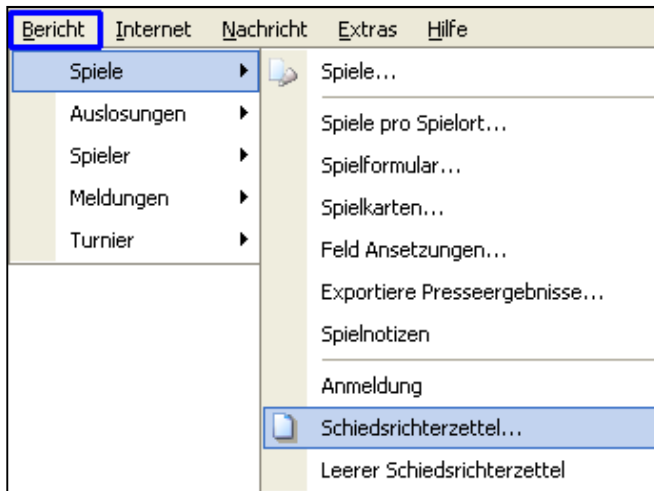 Bericht Internet Nachricht Extras Hilfe
Spiele
Auslosungen
Spieler
Meldungen
Turnier
Spiele...
Spiele pro Spielort...
Spielformular...
Spielkarten...
Feld Ansetzungen...
Exportiere Presseergebnisse...
Spielnotizen
Anmeldung
Schiedsrichterzettel...
Leerer Schiedsrichterzettel